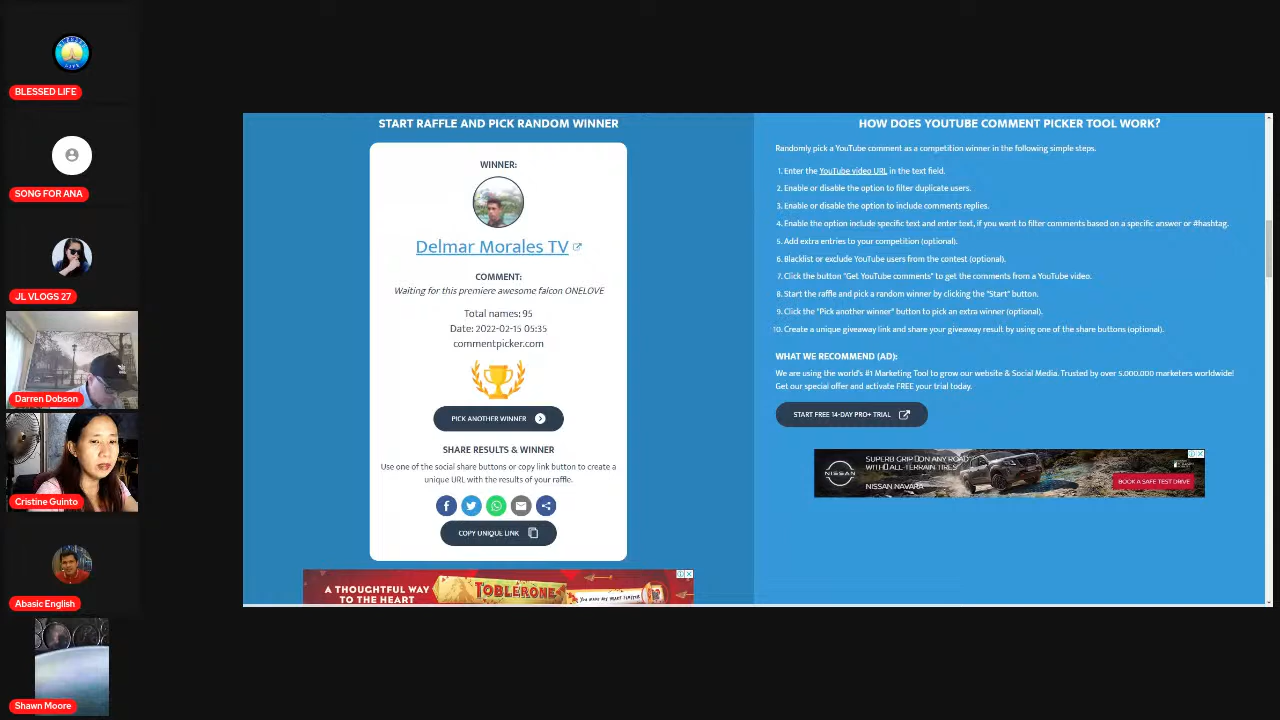 BLESSED LIFE
SONG FOR ANA
JL VLOGS 27
Darren Dobson
Cristine Guinto
Abasic English
Shawn Moore
START RAFFLE AND PICK RANDOM WINNER
WINNER:
Delmar Morales TV
COMMENT:
Waiting for this premiere awesome falcon ONELOVE
Total names: 95
Date: 2022-02-15 05:35
commentpicker.com
PICK ANOTHER WINNER
SHARE RESULTS & WINNER
Use one of the social share buttons or copy link button to create a
unique URL with the results of your raffle.
COPY UNIQUE LINK
A THOUGHTFUL WAY
TO THE HEART
TOBLERONE
HOW DOES YOUTUBE COMMENT PICKER TOOL WORK?
Randomly pick a YouTube comment as a competition winner in the following simple steps.
1. Enter the YouTube video URL in the text field.
2. Enable or disable the option to filter duplicate users.
3. Enable or disable the option to include comments replies.
4. Enable the option include specific text and enter text, if you want to filter comments based on a specific answer or #hashtag.
5. Add extra entries to your competition (optional).
6. Blacklist or exclude YouTube users from the contest (optional).
7. Click the button "Get YouTube comments" to get the comments from a YouTube video.
8. Start the raffle and pick a random winner by clicking the "Start" button.
9. Click the "Pick another winner" button to pick an extra winner (optional).
10. Create a unique giveaway link and share your giveaway result by using one of the share buttons (optional).
WHAT WE RECOMMEND (AD):
We are using the world's #1 Marketing Tool to grow our website & Social Media. Trusted by over 5.000.000 marketers worldwide!
Get our special offer and activate FREE your trial today.
START FREE 14-DAY PRO+ TRIAL
SUPERB GRIP ON ANY ROAD
WITH ALL-TERRAIN TIRES
NISSAN NAVARA
BOOK A SAFE TEST DRIVE